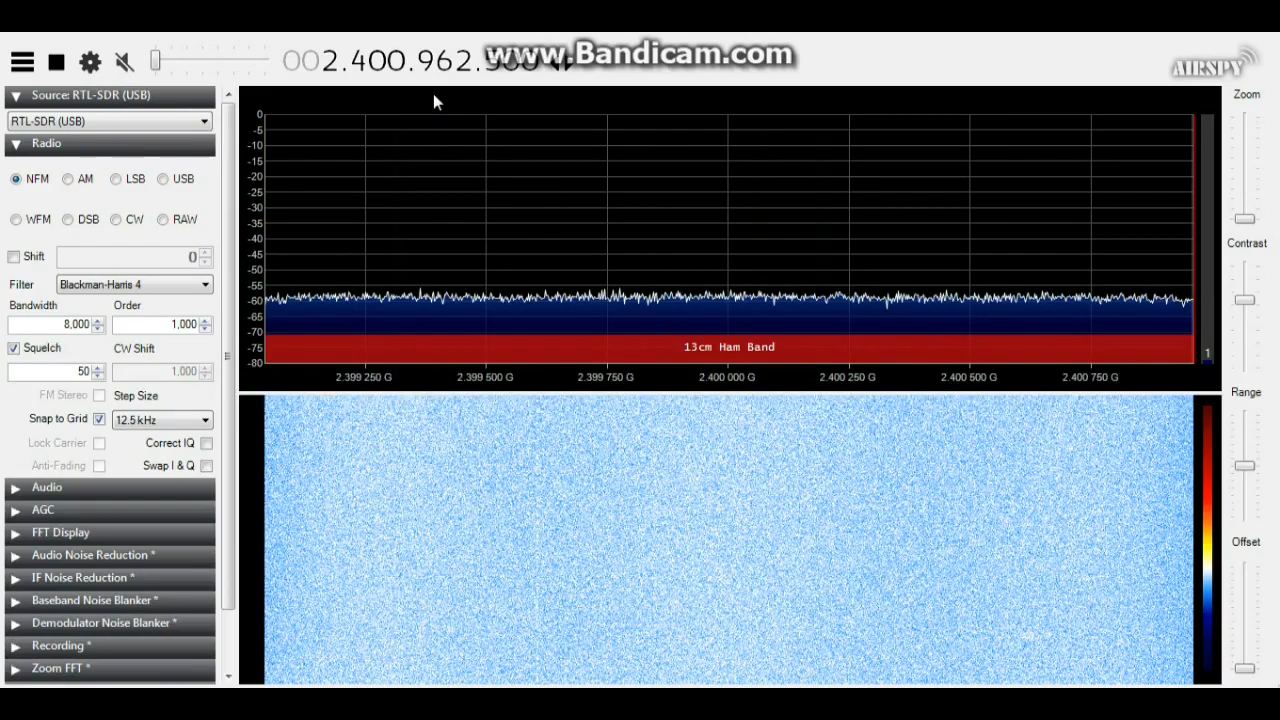 www.Bandicam.com
002.400.962.500
AIRSPY
Source: RTL-SDR (USB)
RTL-SDR (USB)
Radio
NFM AM LSB USB
WFM DSB CW RAW
Shift 0
Filter Blackman-Harris 4
Bandwidth Order
8,000 1,000
Squelch CW Shift
50 1,000
FM Stereo Step Size
Snap to Grid 12.5 kHz
Lock Carrier Correct IQ
Anti-Fading Swap I & Q
Audio
AGC
FFT Display
Audio Noise Reduction *
IF Noise Reduction *
Baseband Noise Blanker *
Demodulator Noise Blanker *
Recording *
Zoom FFT *
0
-5
-10
-15
-20
-25
-30
-35
-40
-45
-50
-55
-60
-65
-70
-75
-80
13cm Ham Band
1
2.399 250 G 2.399 500 G 2.399 750 G 2.400 000 G 2.400 250 G 2.400 500 G 2.400 750 G
Zoom
Contrast
Range
Offset